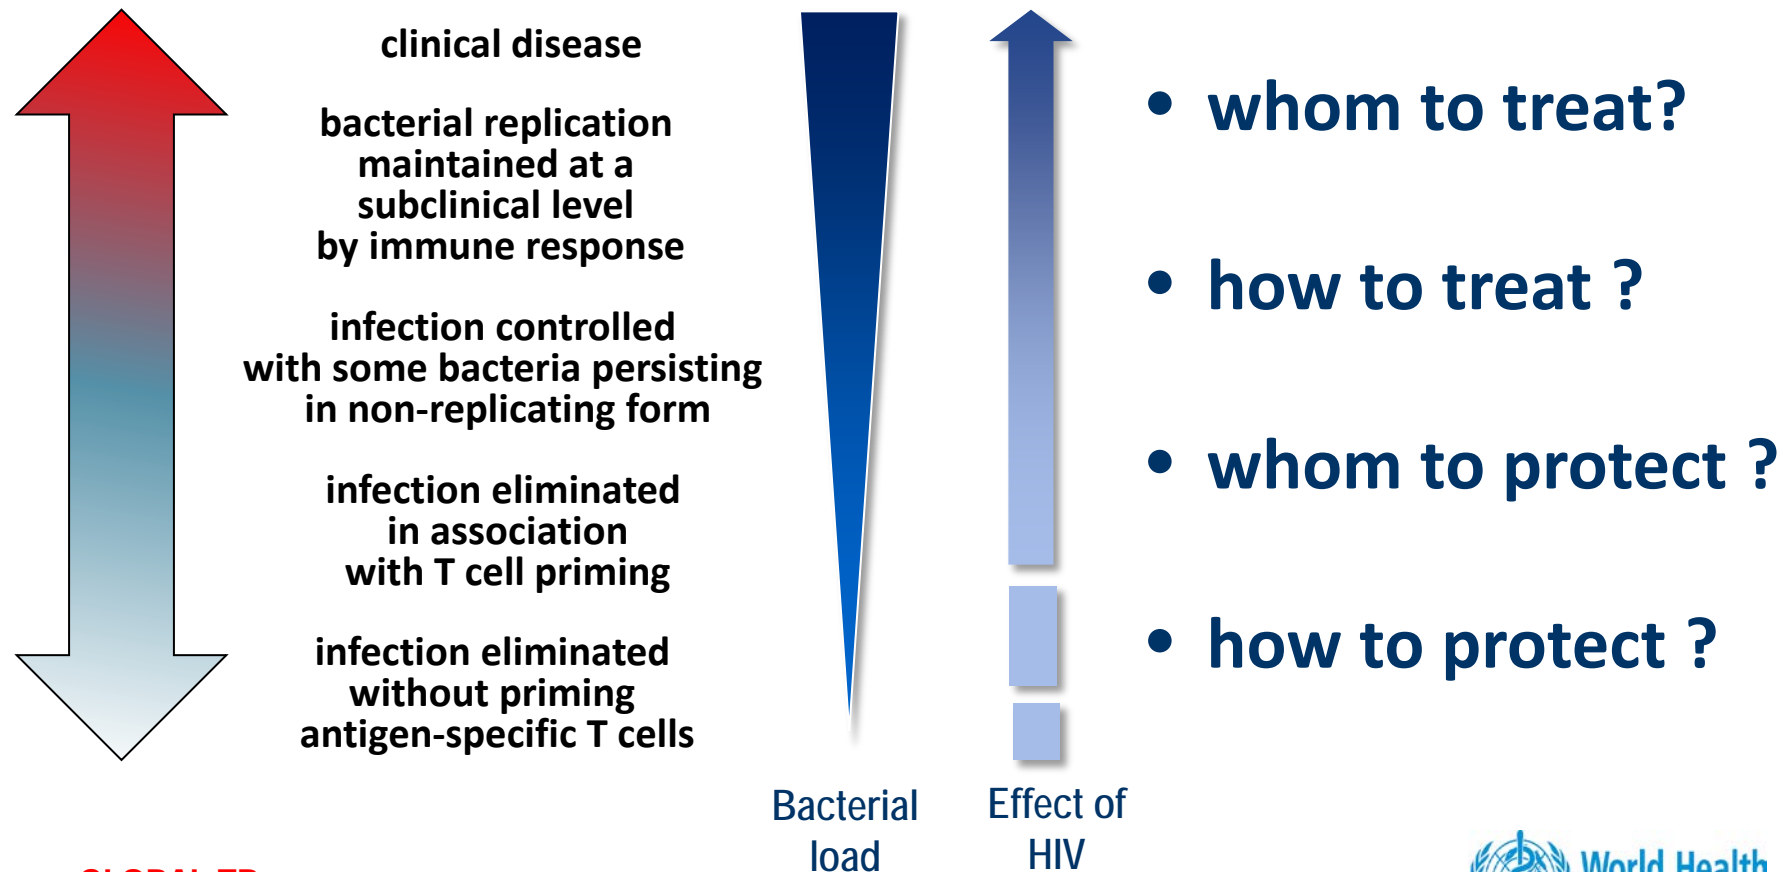 clinical disease
bacterial replication
maintained at a
subclinical level
by immune response
infection controlled
with some bacteria persisting
in non-replicating form
infection eliminated
in association
with T cell priming
infection eliminated
without priming
antigen-specific T cells
Bacterial
load
Effect of
HIV
• whom to treat?
• how to treat ?
• whom to protect ?
• how to protect ?
GLOBAL TB
World Health